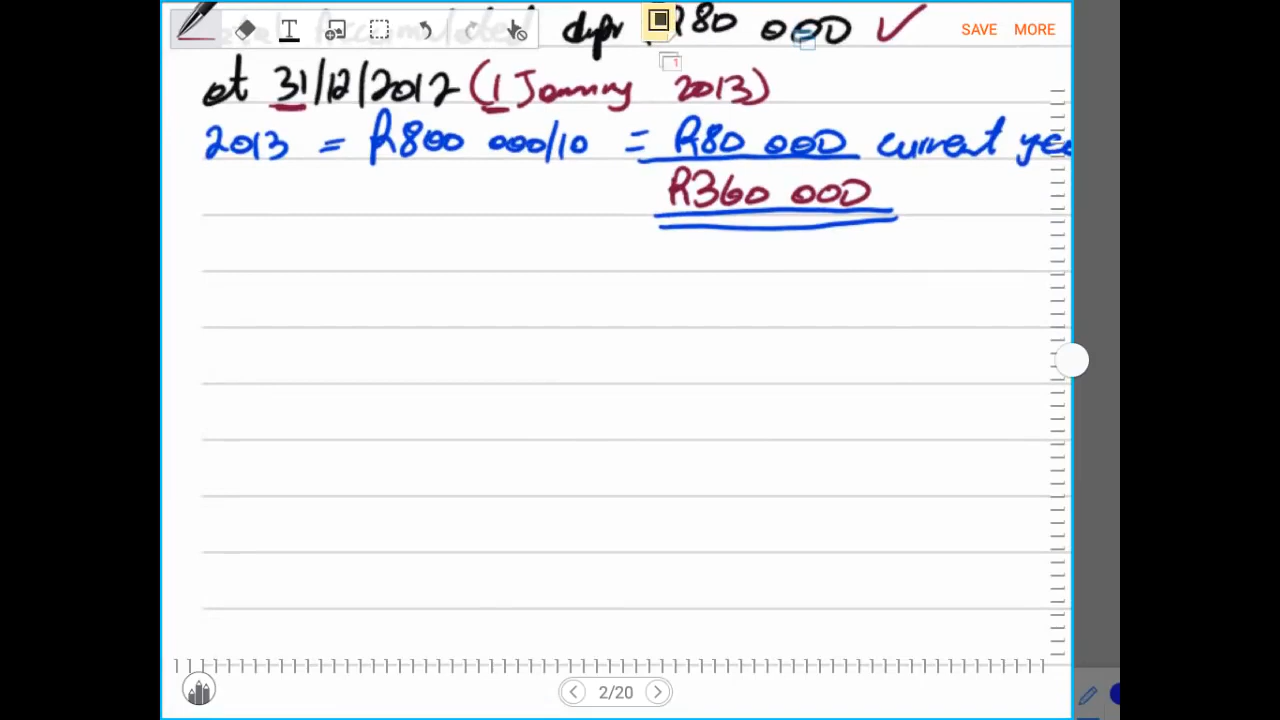 SAVE MORE
depr R80 000 ✓
at 31/12/2012 (1 January 2013)
2013 = R800 000/10 = R80 000 current yea
R360 000
2/20